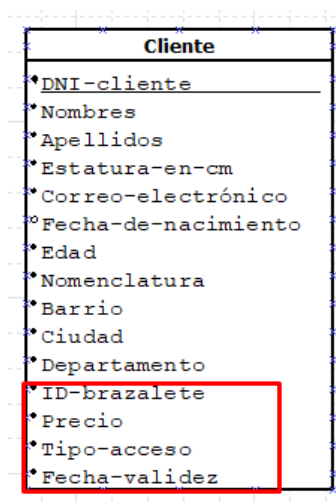 Cliente
DNI-cliente
Nombres
Apellidos
Estatura-en-cm
Correo-electrónico
Fecha-de-nacimiento
Edad
Nomenclatura
Barrio
Ciudad
Departamento
ID-brazalete
Precio
Tipo-acceso
Fecha-validez